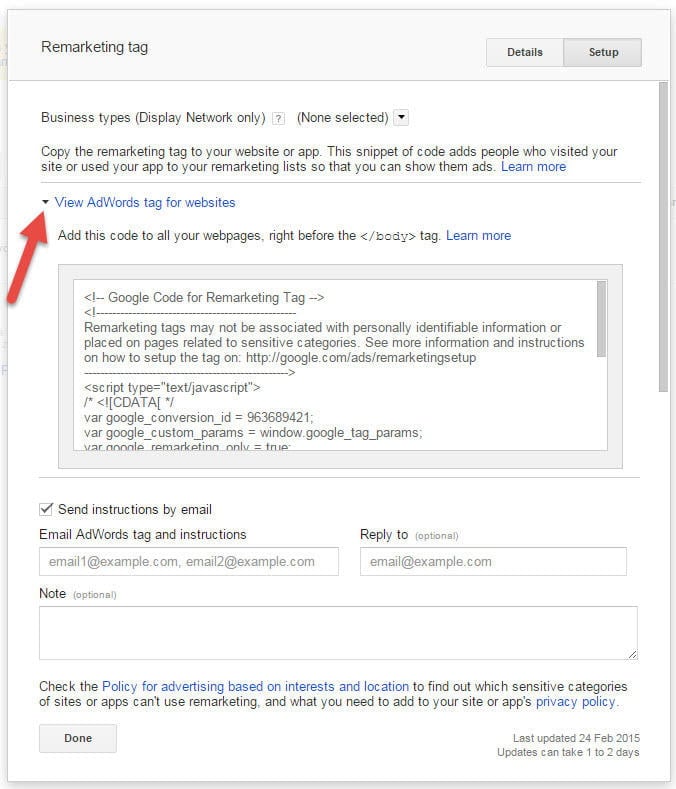 Remarketing tag
Details
Setup
Business types (Display Network only) ? (None selected)
Copy the remarketing tag to your website or app. This snippet of code adds people who visited your
site or used your app to your remarketing lists so that you can show them ads. Learn more
View AdWords tag for websites
Add this code to all your webpages, right before the </body> tag. Learn more
<!-- Google Code for Remarketing Tag -->
<!--------------------------------------------------
Remarketing tags may not be associated with personally identifiable information or
placed on pages related to sensitive categories. See more information and instructions
on how to setup the tag on: http://google.com/ads/remarketingsetup
--------------------------------------------------->
<script type="text/javascript">
/* <![CDATA[ */
var google_conversion_id = 963689421;
var google_custom_params = window.google_tag_params;
var google_remarketing_only = true;
Send instructions by email
Email AdWords tag and instructions
Reply to (optional)
email1@example.com, email2@example.com
email@example.com
Note (optional)
Check the Policy for advertising based on interests and location to find out which sensitive categories
of sites or apps can't use remarketing, and what you need to add to your site or app's privacy policy.
Done
Last updated 24 Feb 2015
Updates can take 1 to 2 days